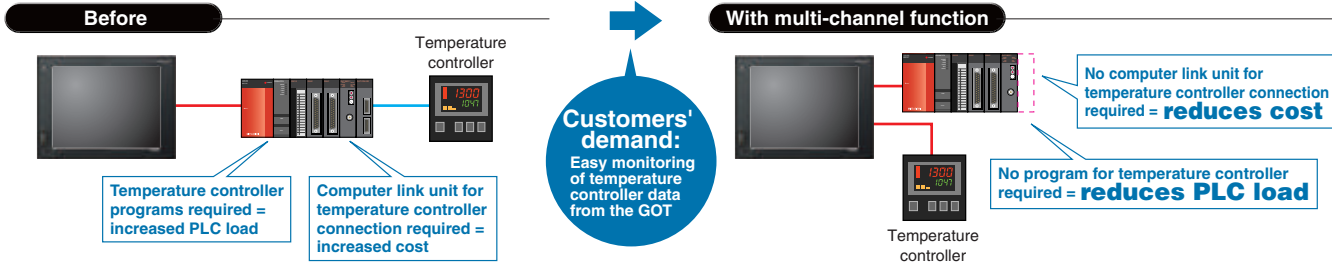 Before
Temperature
controller
1300
1047
Temperature controller
programs required =
increased PLC load
Computer link unit for
temperature controller
connection required =
increased cost
Customers'
demand:
Easy monitoring
of temperature
controller data
from the GOT
With multi-channel function
No computer link unit for
temperature controller connection
required = reduces cost
No program for temperature controller
required = reduces PLC load
1300
1047
Temperature
controller